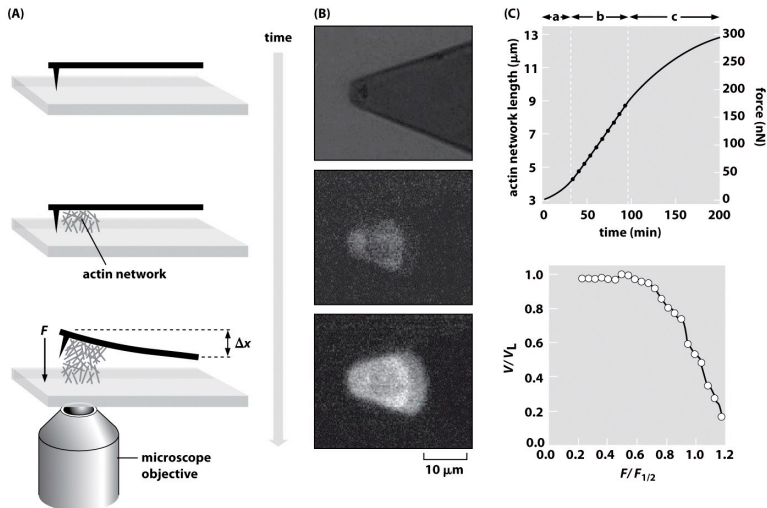 (A)
time
actin network
F
Δx
microscope
objective
(B)
10 μm
(C)
a b c
13
11
9
7
5
3
actin network length (μm)
300
250
200
150
100
50
0
force (nN)
0 50 100 150 200
time (min)
1.0
0.8
0.6
0.4
0.2
0.0
V/VL
0.0 0.2 0.4 0.6 0.8 1.0 1.2
F/F1/2